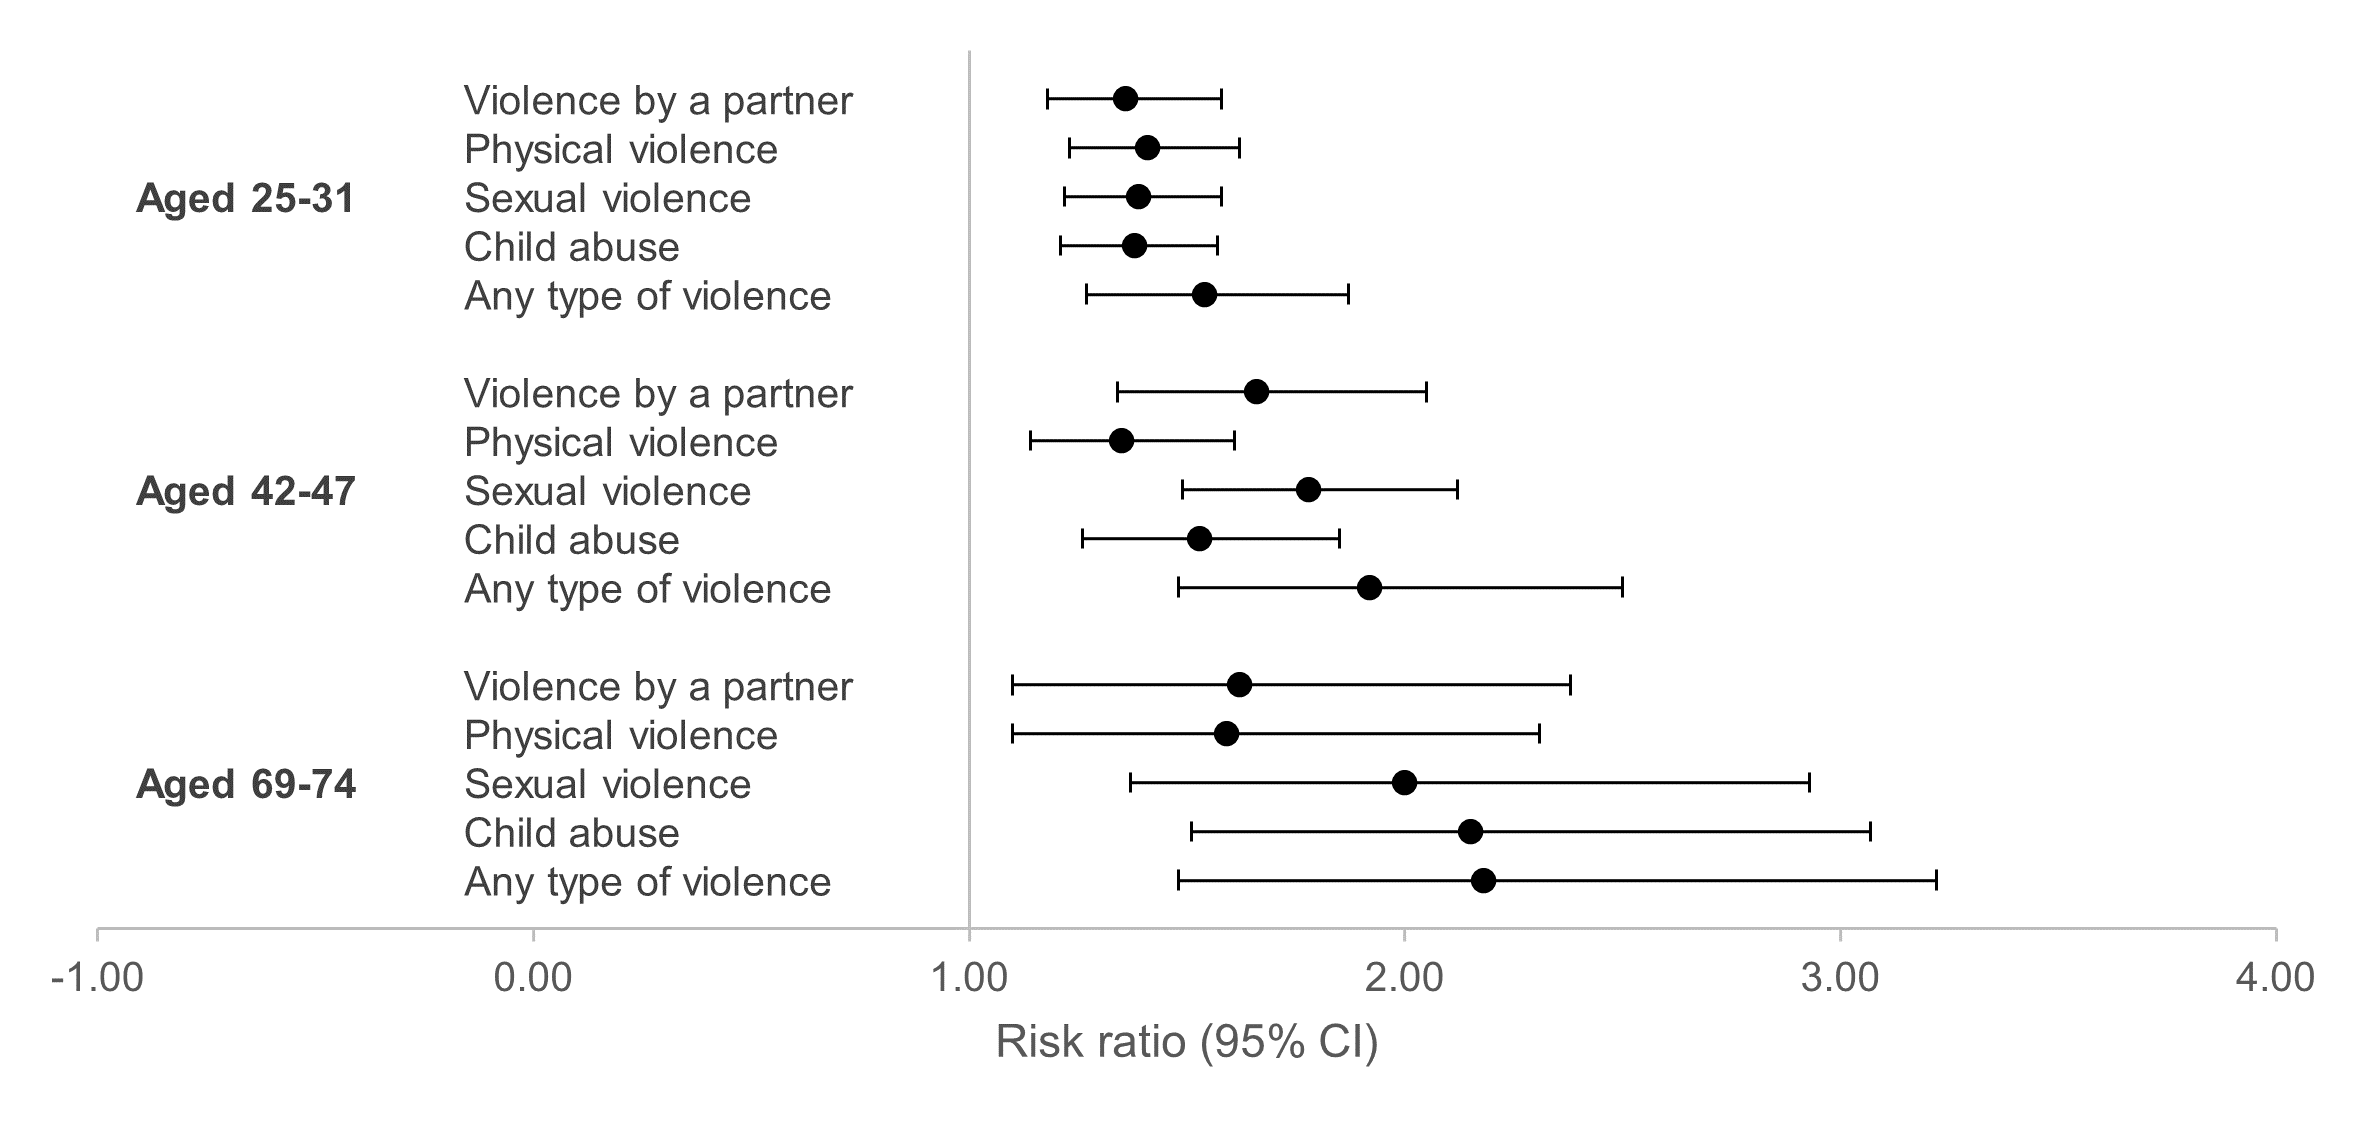 Violence by a partner
Physical violence
Aged 25-31 Sexual violence
Child abuse
Any type of violence
Violence by a partner
Physical violence
Aged 42-47 Sexual violence
Child abuse
Any type of violence
Violence by a partner
Physical violence
Aged 69-74 Sexual violence
Child abuse
Any type of violence
-1.00 0.00 1.00 2.00 3.00 4.00
Risk ratio (95% CI)